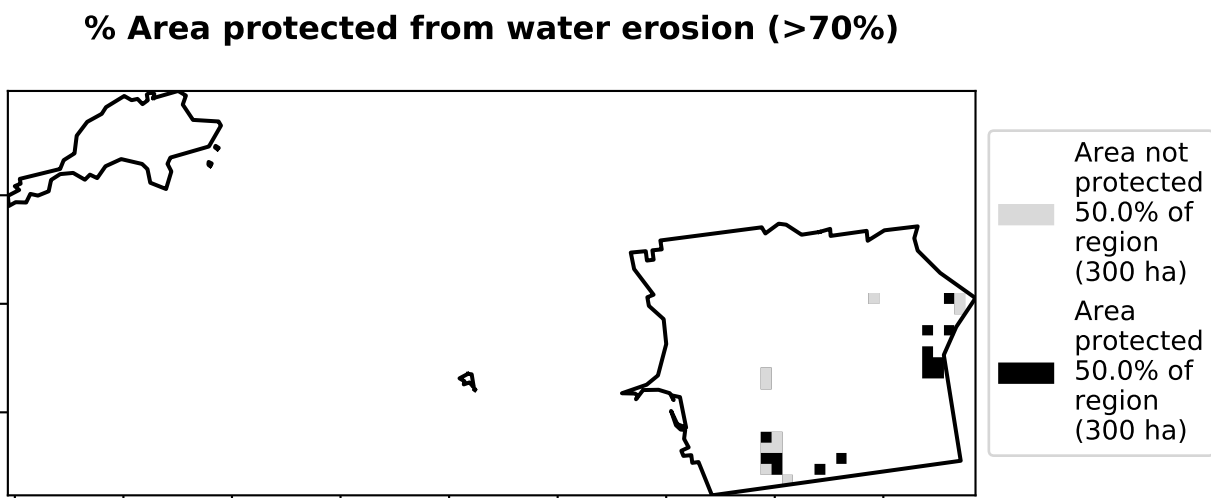 % Area protected from water erosion (>70%)
Area not
protected
50.0% of
region
(300 ha)
Area
protected
50.0% of
region
(300 ha)